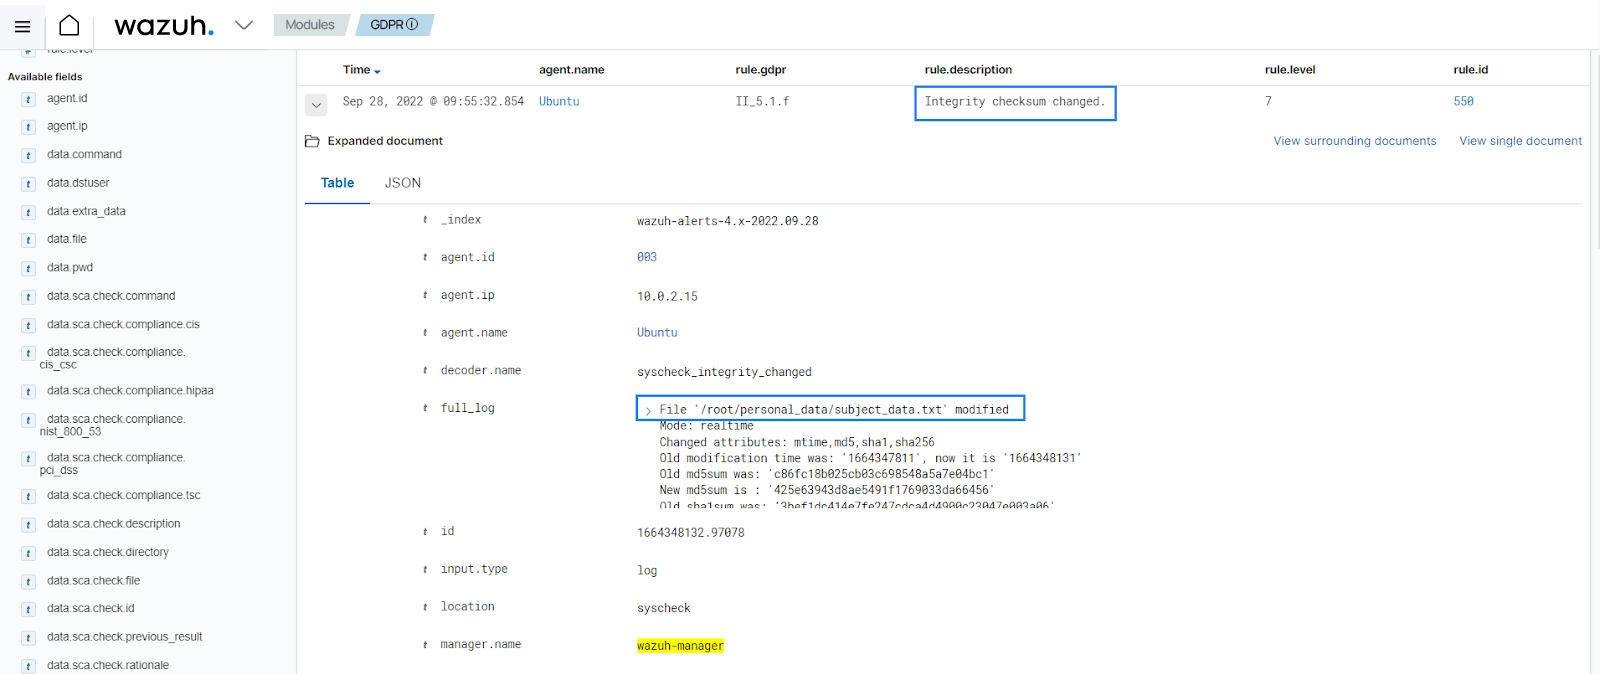 wazuh.
Modules
GDPR
rule.level
Available fields
agent.id
agent.ip
data.command
data.dstuser
data.extra_data
data.file
data.pwd
data.sca.check.command
data.sca.check.compliance.cis
data.sca.check.compliance.
cis_csc
data.sca.check.compliance.hipaa
data.sca.check.compliance.
nist_800_53
data.sca.check.compliance.
pci_dss
data.sca.check.compliance.tsc
data.sca.check.description
data.sca.check.directory
data.sca.check.file
data.sca.check.id
data.sca.check.previous_result
data.sca.check.rationale
Time agent.name rule.gdpr rule.description rule.level rule.id
Sep 28, 2022 @ 09:55:32.854 Ubuntu II_5.1.f Integrity checksum changed. 7 550
Expanded document View surrounding documents View single document
Table JSON
t _index wazuh-alerts-4.x-2022.09.28
t agent.id 003
t agent.ip 10.0.2.15
t agent.name Ubuntu
t decoder.name syscheck_integrity_changed
t full_log File '/root/personal_data/subject_data.txt' modified
Mode: realtime
Changed attributes: mtime,md5,sha1,sha256
Old modification time was: '1664347811', now it is '1664348131'
Old md5sum was: 'c86fc18b025cb03c698548a5a7e04bc1'
New md5sum is : '425e63943d8ae5491f1769033da66456'
Old sha1sum was: '3bef1dc414e7fe247cdca4d4900c23047e003a06'
t id 1664348132.97078
t input.type log
t location syscheck
t manager.name wazuh-manager